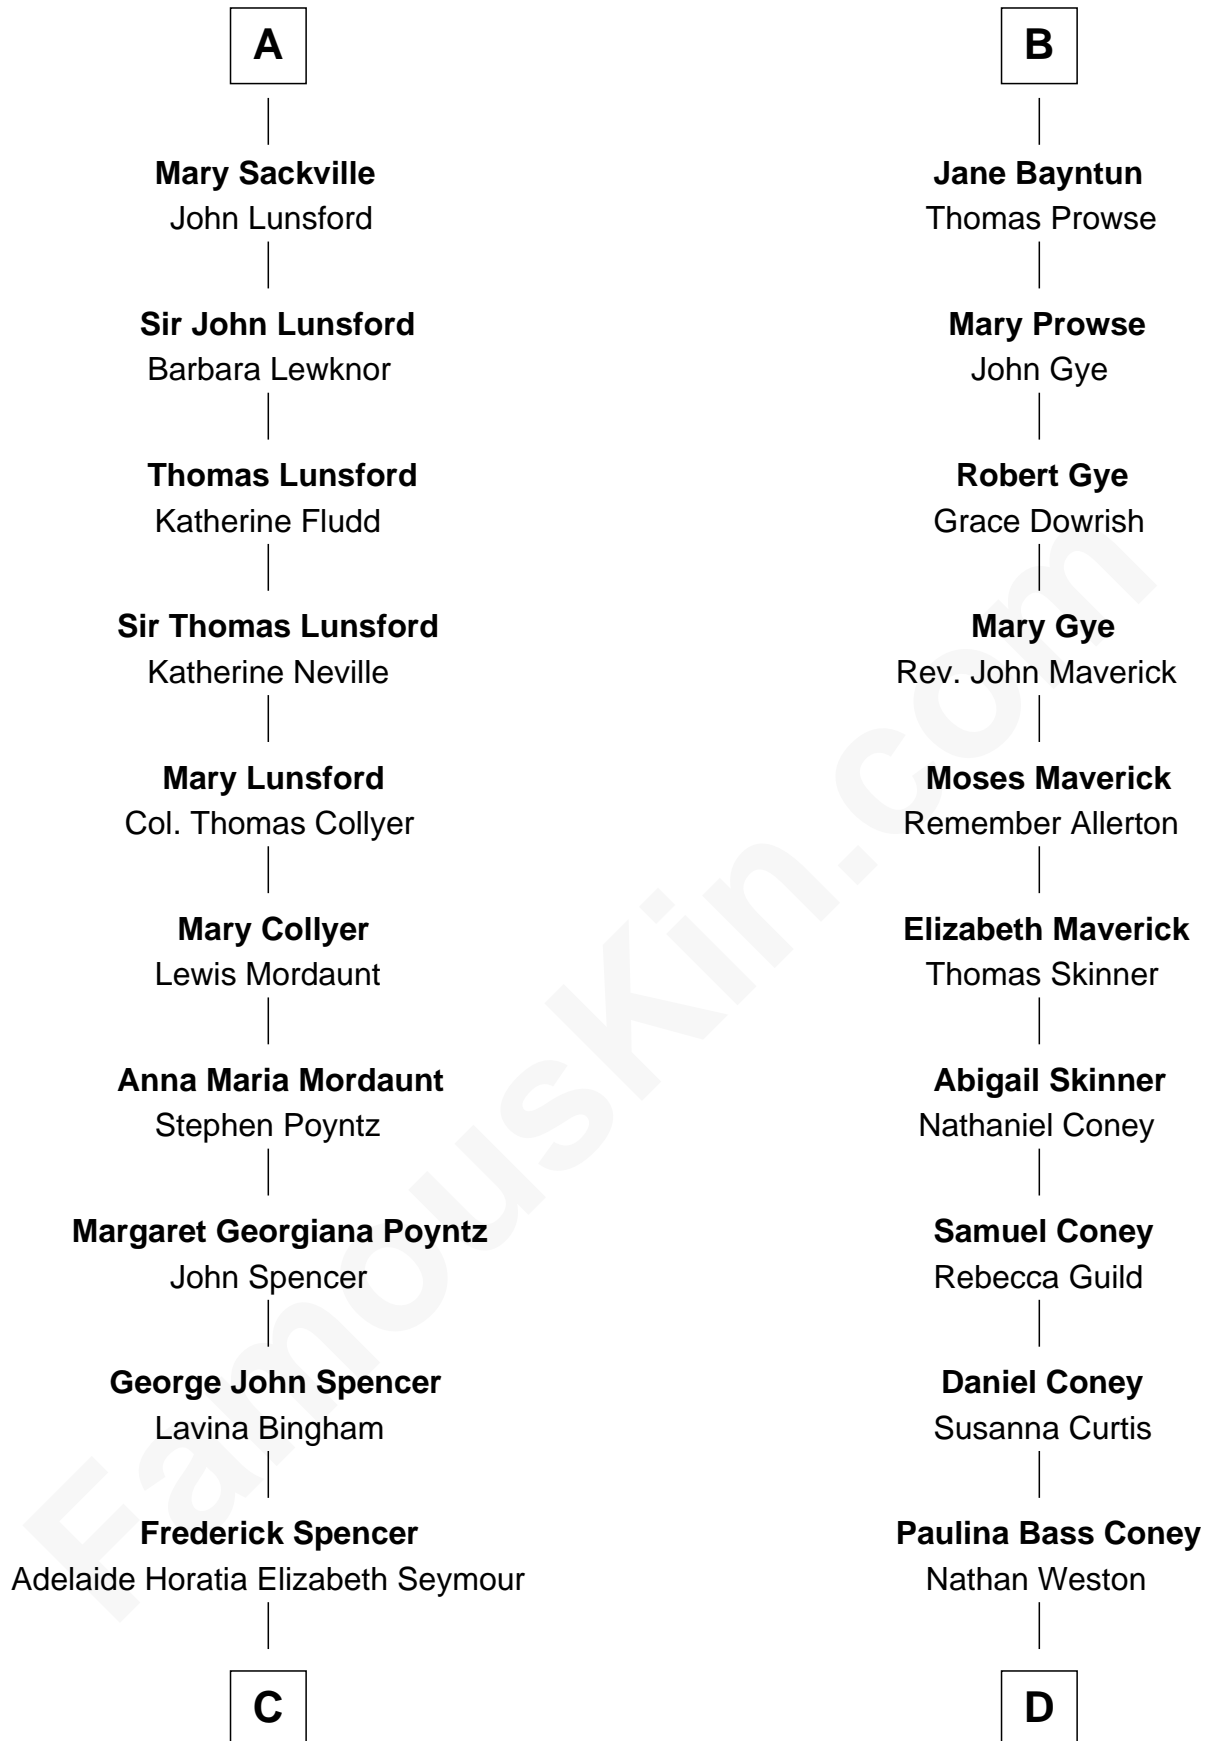 A
Mary Sackville
John Lunsford
Sir John Lunsford
Barbara Lewknor
Thomas Lunsford
Katherine Fludd
Sir Thomas Lunsford
Katherine Neville
Mary Lunsford
Col. Thomas Collyer
Mary Collyer
Lewis Mordaunt
Anna Maria Mordaunt
Stephen Poyntz
Margaret Georgiana Poyntz
John Spencer
George John Spencer
Lavina Bingham
Frederick Spencer
Adelaide Horatia Elizabeth Seymour
C
B
Jane Bayntun
Thomas Prowse
Mary Prowse
John Gye
Robert Gye
Grace Dowrish
Mary Gye
Rev. John Maverick
Moses Maverick
Remember Allerton
Elizabeth Maverick
Thomas Skinner
Abigail Skinner
Nathaniel Coney
Samuel Coney
Rebecca Guild
Daniel Coney
Susanna Curtis
Paulina Bass Coney
Nathan Weston
D
FamousKin.com